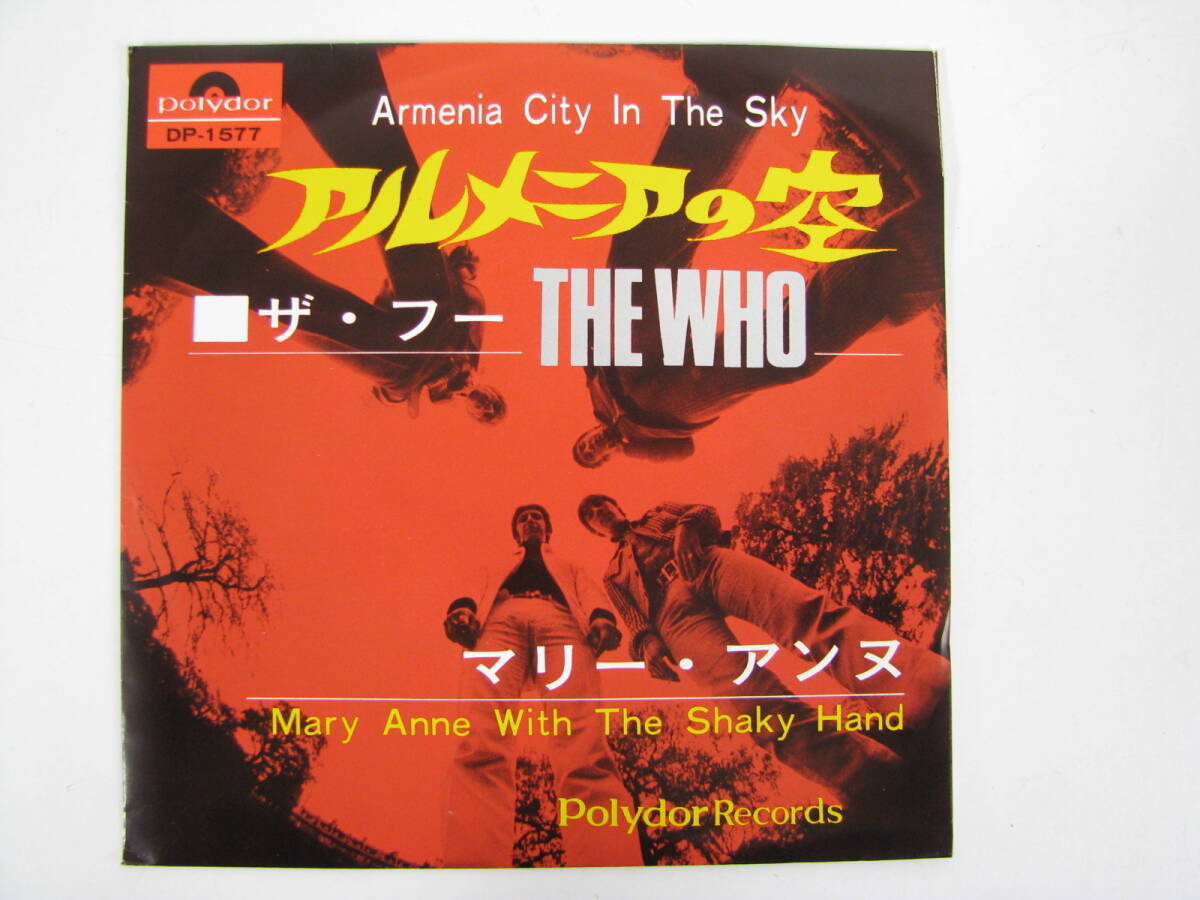 polydor
DP-1577
Armenia City In The Sky
アルメニアの空
■ザ・フー THE WHO
マリー・アンヌ
Mary Anne With The Shaky Hand
Polydor Records